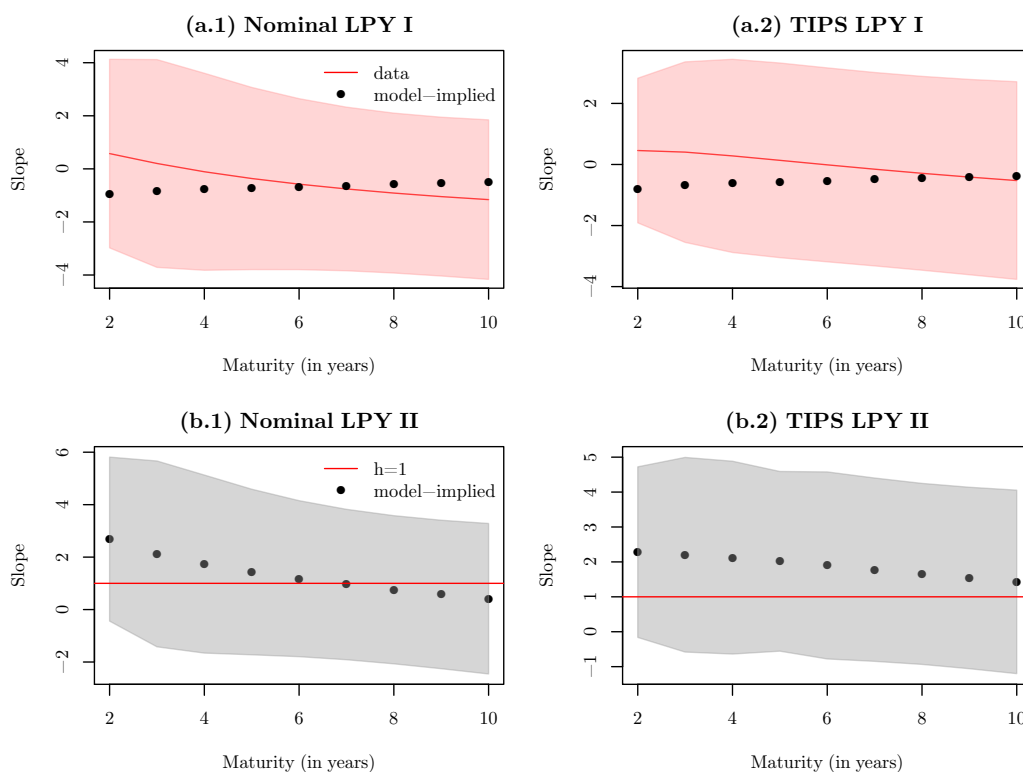 (a.1) Nominal LPY I
(a.2) TIPS LPY I
Slope
4
2
0
−2
−4
data
model−implied
2
4
6
8
10
Maturity (in years)
Slope
2
0
−2
−4
2
4
6
8
10
Maturity (in years)
(b.1) Nominal LPY II
(b.2) TIPS LPY II
Slope
6
4
2
0
−2
h=1
model−implied
2
4
6
8
10
Maturity (in years)
Slope
5
4
3
2
1
0
−1
2
4
6
8
10
Maturity (in years)